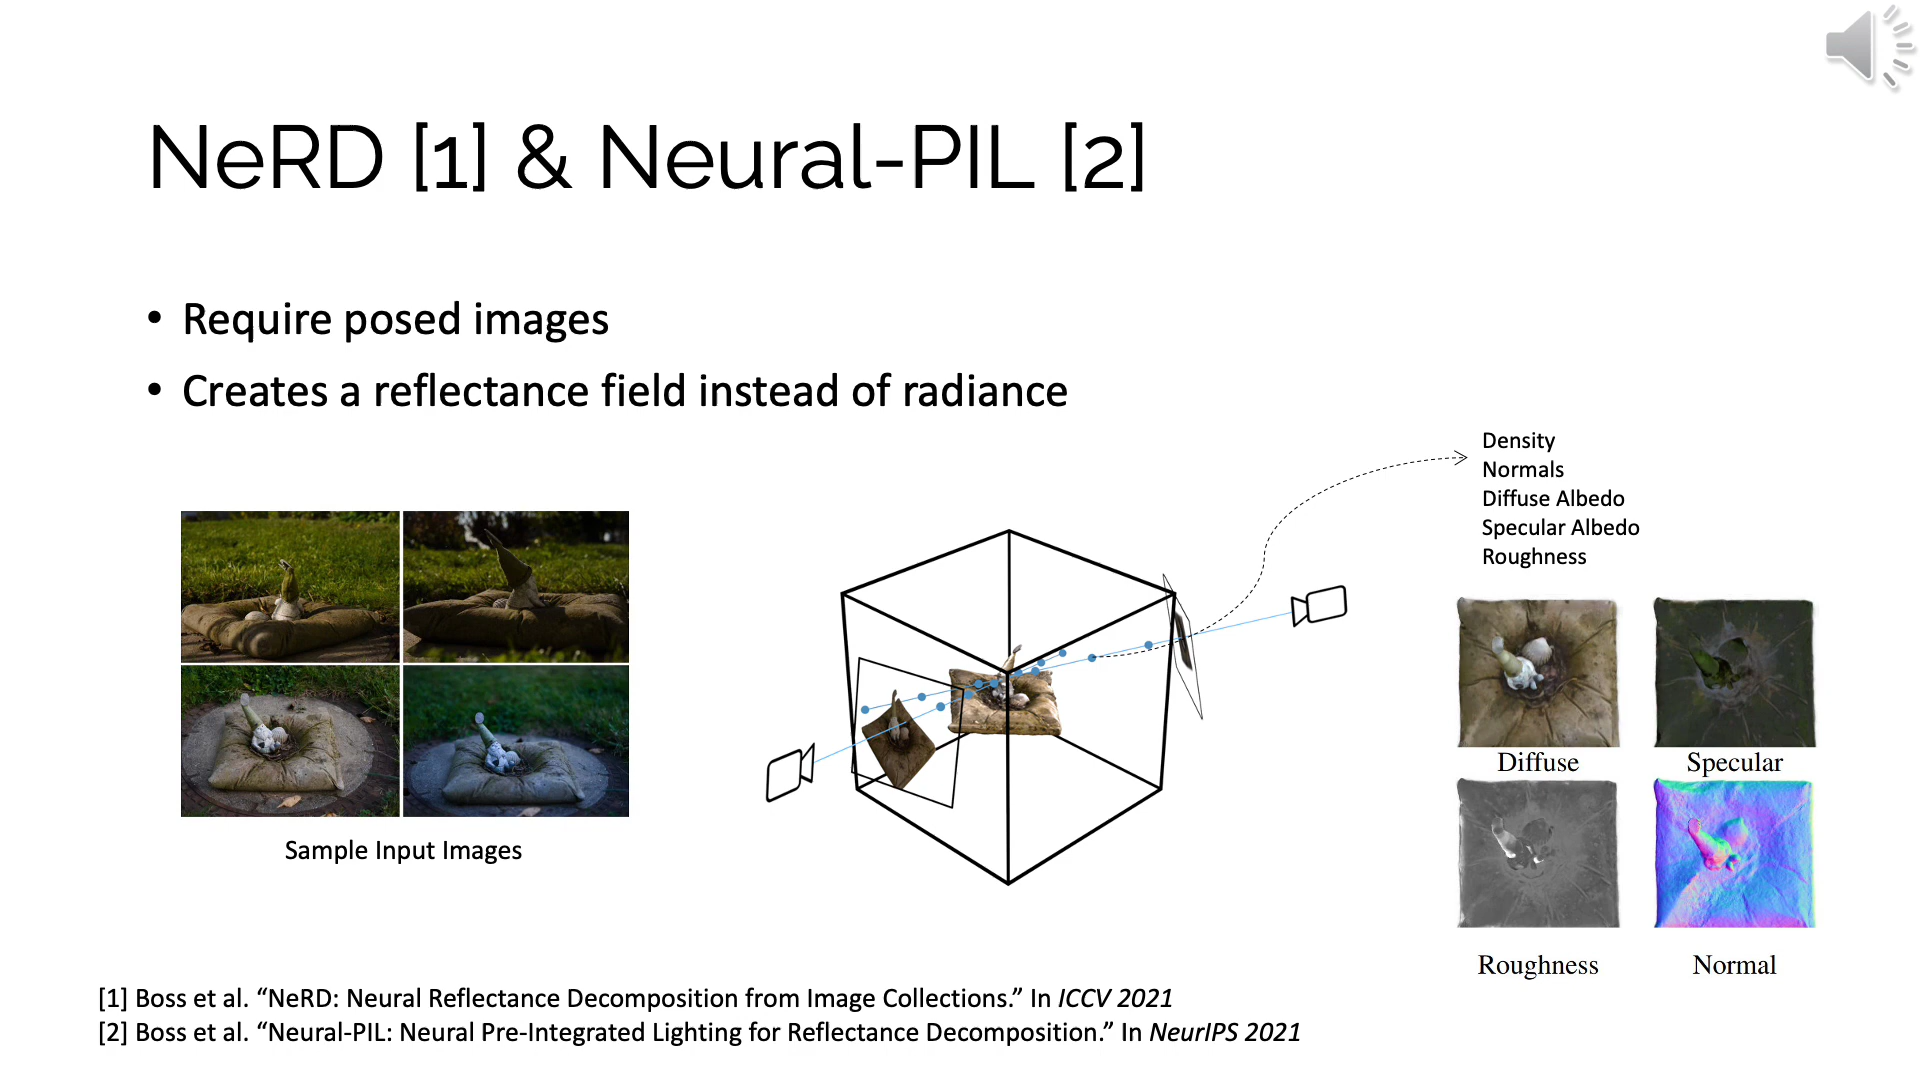 NeRD [1] & Neural-PIL [2]
• Require posed images
• Creates a reflectance field instead of radiance
Density
Normals
Diffuse Albedo
Specular Albedo
Roughness
Sample Input Images
Diffuse
Specular
Roughness
Normal
[1] Boss et al. “NeRD: Neural Reflectance Decomposition from Image Collections.” In ICCV 2021
[2] Boss et al. “Neural-PIL: Neural Pre-Integrated Lighting for Reflectance Decomposition.” In NeurIPS 2021